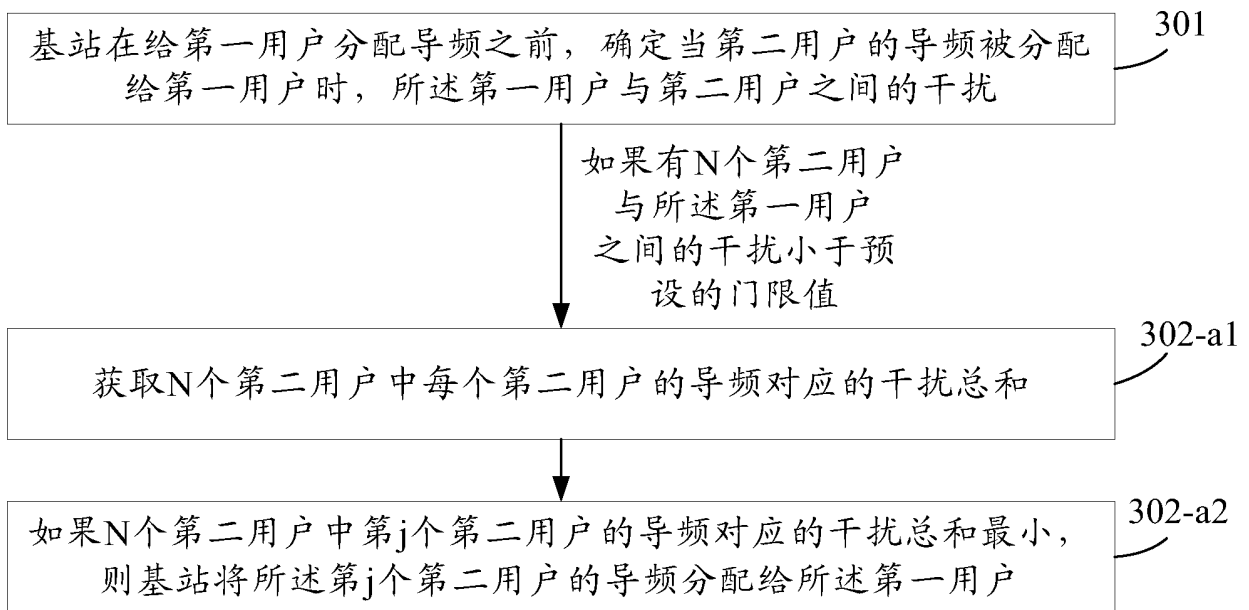 基站在给第一用户分配导频之前，确定当第二用户的导频被分配
给第一用户时，所述第一用户与第二用户之间的干扰
301
如果有N个第二用户
与所述第一用户
之间的干扰小于预
设的门限值
302-a1
获取N个第二用户中每个第二用户的导频对应的干扰总和
302-a2
如果N个第二用户中第j个第二用户的导频对应的干扰总和最小，
则基站将所述第j个第二用户的导频分配给所述第一用户